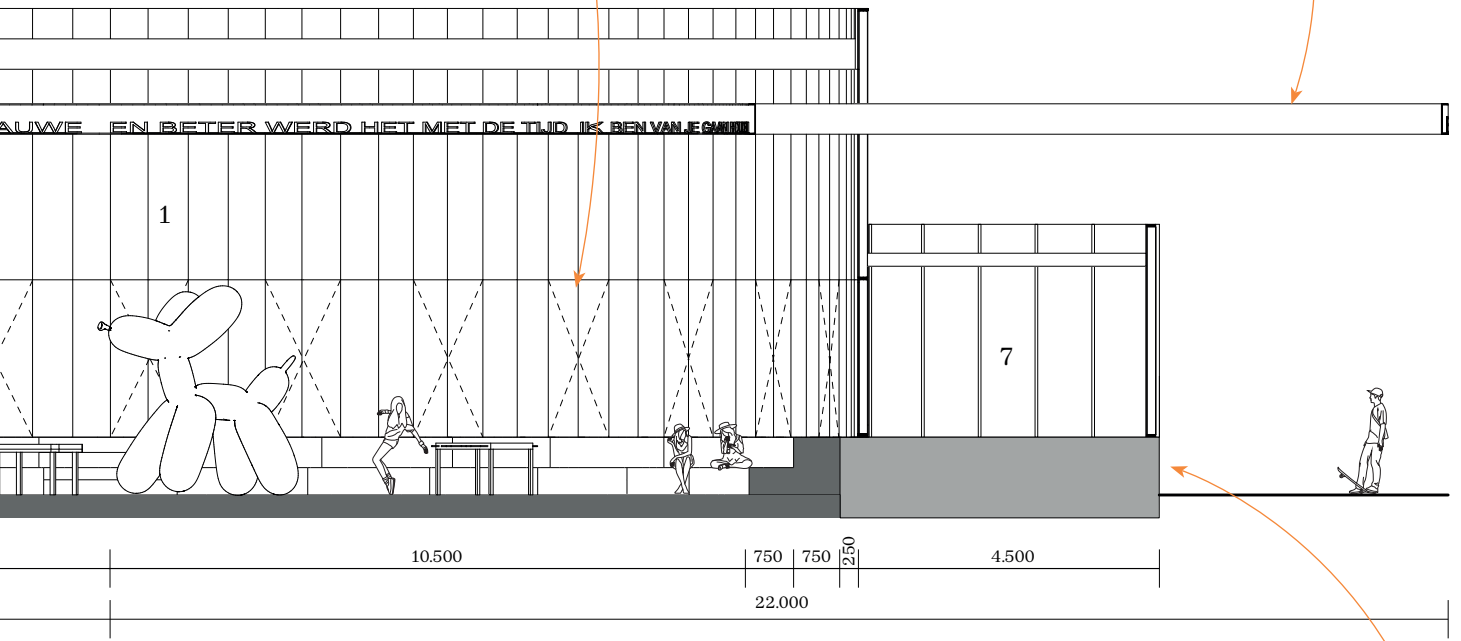 AUWE EN BETER WERD HET MET DE TIJD IK BEN VAN JE
1
7
10.500 750 750 250 4.500
22.000